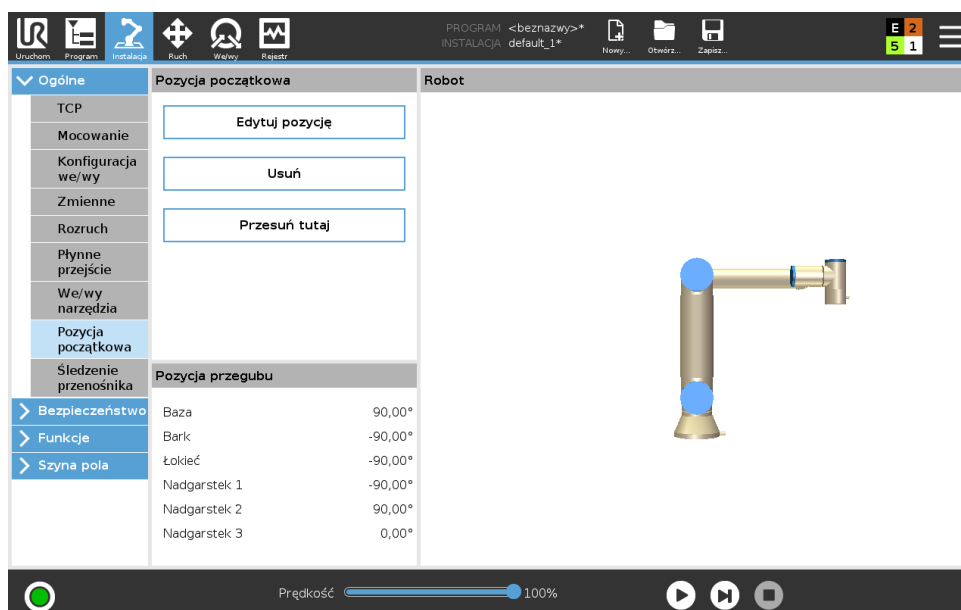 UR
PROGRAM <beznazwy>*
INSTALACJA default_1*
Uruchom Program Instalacja Ruch We/wy Rejestr Nowy... Otwórz... Zapisz...
E 2
5 1
Ogólne
TCP
Mocowanie
Konfiguracja
we/wy
Zmienne
Rozruch
Płynne
przejście
We/wy
narzędzia
Pozycja
początkowa
Śledzenie
przenośnika
Bezpieczeństwo
Funkcje
Szyna pola
Pozycja początkowa
Edytuj pozycję
Usuń
Przesuń tutaj
Pozycja przegubu
Baza 90,00°
Bark -90,00°
Łokieć -90,00°
Nadgarstek 1 -90,00°
Nadgarstek 2 90,00°
Nadgarstek 3 0,00°
Robot
Prędkość 100%